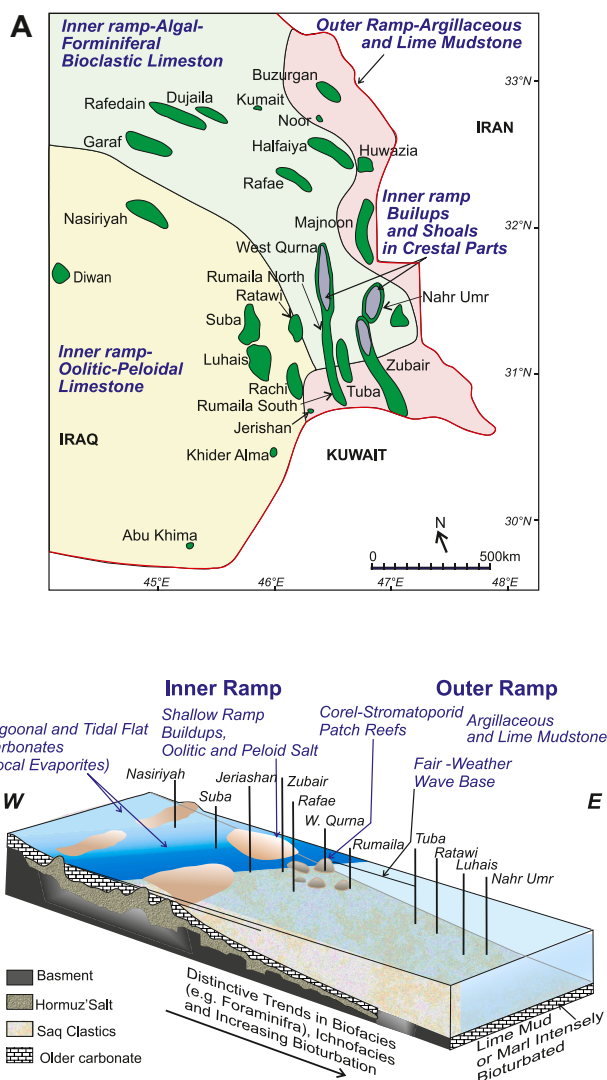 A
Inner ramp-Algal-
Forminiferal
Bioclastic Limeston
Outer Ramp-Argillaceous
and Lime Mudstone
Buzurgan
33°N
Rafedain
Dujaila
Kumait
Noor
IRAN
Garaf
Halfaiya
Huwazia
Rafae
Inner ramp
Builups
and Shoals
in Crestal Parts
Nasiriyah
Majnoon
32°N
West Qurna
Diwan
Rumaila North
Ratawi
Nahr Umr
Suba
Inner ramp-
Oolitic-Peloidal
Limestone
Luhais
Zubair
31°N
Rachi
Tuba
Rumaila South
Jerishan
IRAQ
KUWAIT
Khider Alma
N
30°N
Abu Khima
0
500km
45°E
46°E
47°E
48°E
Inner Ramp
Outer Ramp
goonal and Tidal Flat
arbonates
ocal Evaporites)
Shallow Ramp
Buildups,
Oolitic and Peloid Salt
Corel-Stromatoporid
Patch Reefs
Argillaceous
and Lime Mudstone
Fair -Weather
Wave Base
W
E
Nasiriyah
Suba
Jeriashan
Zubair
Rafae
W. Qurna
Rumaila
Tuba
Ratawi
Luhais
Nahr Umr
Basment
Hormuz'Salt
Saq Clastics
Older carbonate
Distinctive Trends in Biofacies
(e.g. Foraminifra), Ichnofacies
and Increasing Bioturbation
Lime Mud
or Marl Intensely
Bioturbated